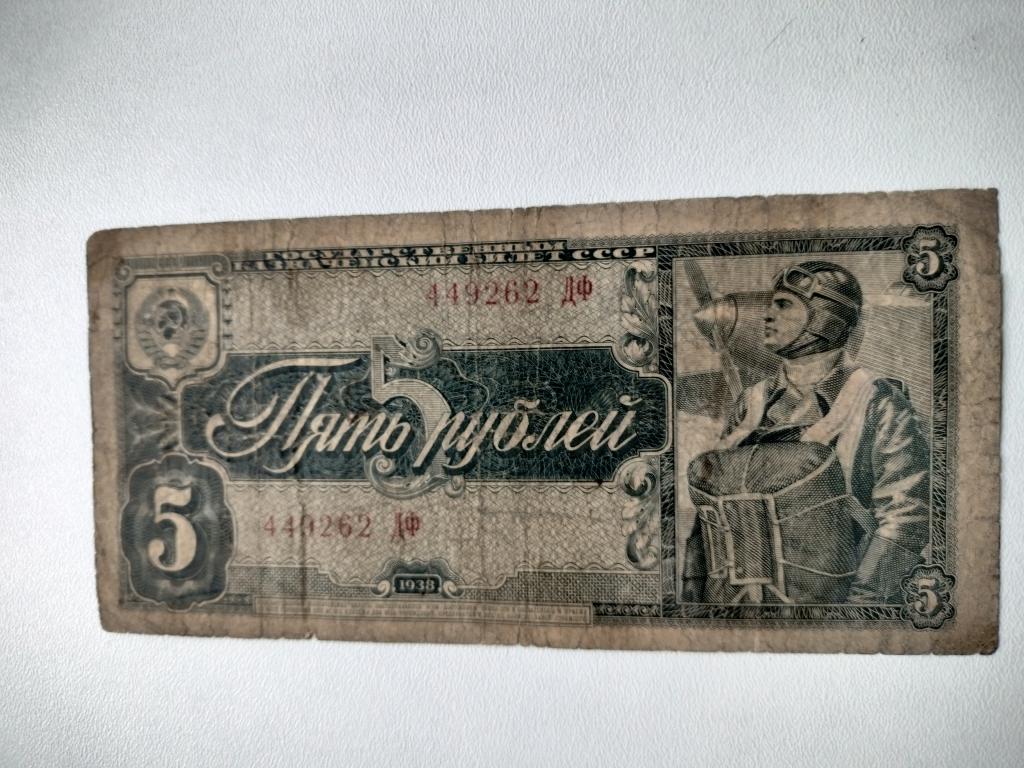 ГОСУДАРСТВЕННЫЙ
КАЗНАЧЕЙСКИЙ БИЛЕТ СССР
5
449262 ДФ
5
Пять рублей
5
449262 ДФ
1938
5